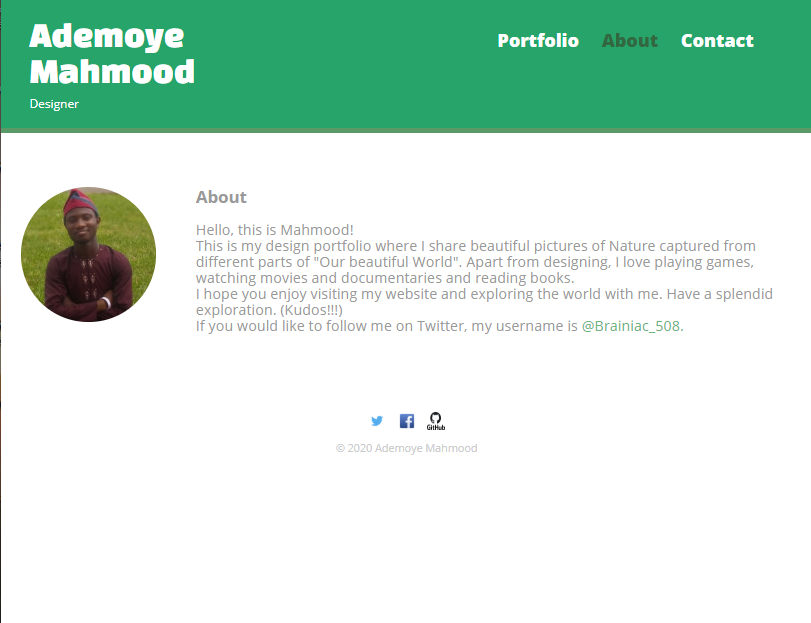 Ademoye
Mahmood
Designer
Portfolio About Contact
About
Hello, this is Mahmood!
This is my design portfolio where I share beautiful pictures of Nature captured from
different parts of "Our beautiful World". Apart from designing, I love playing games,
watching movies and documentaries and reading books.
I hope you enjoy visiting my website and exploring the world with me. Have a splendid
exploration. (Kudos!!!)
If you would like to follow me on Twitter, my username is @Brainiac_508.
GitHub
© 2020 Ademoye Mahmood